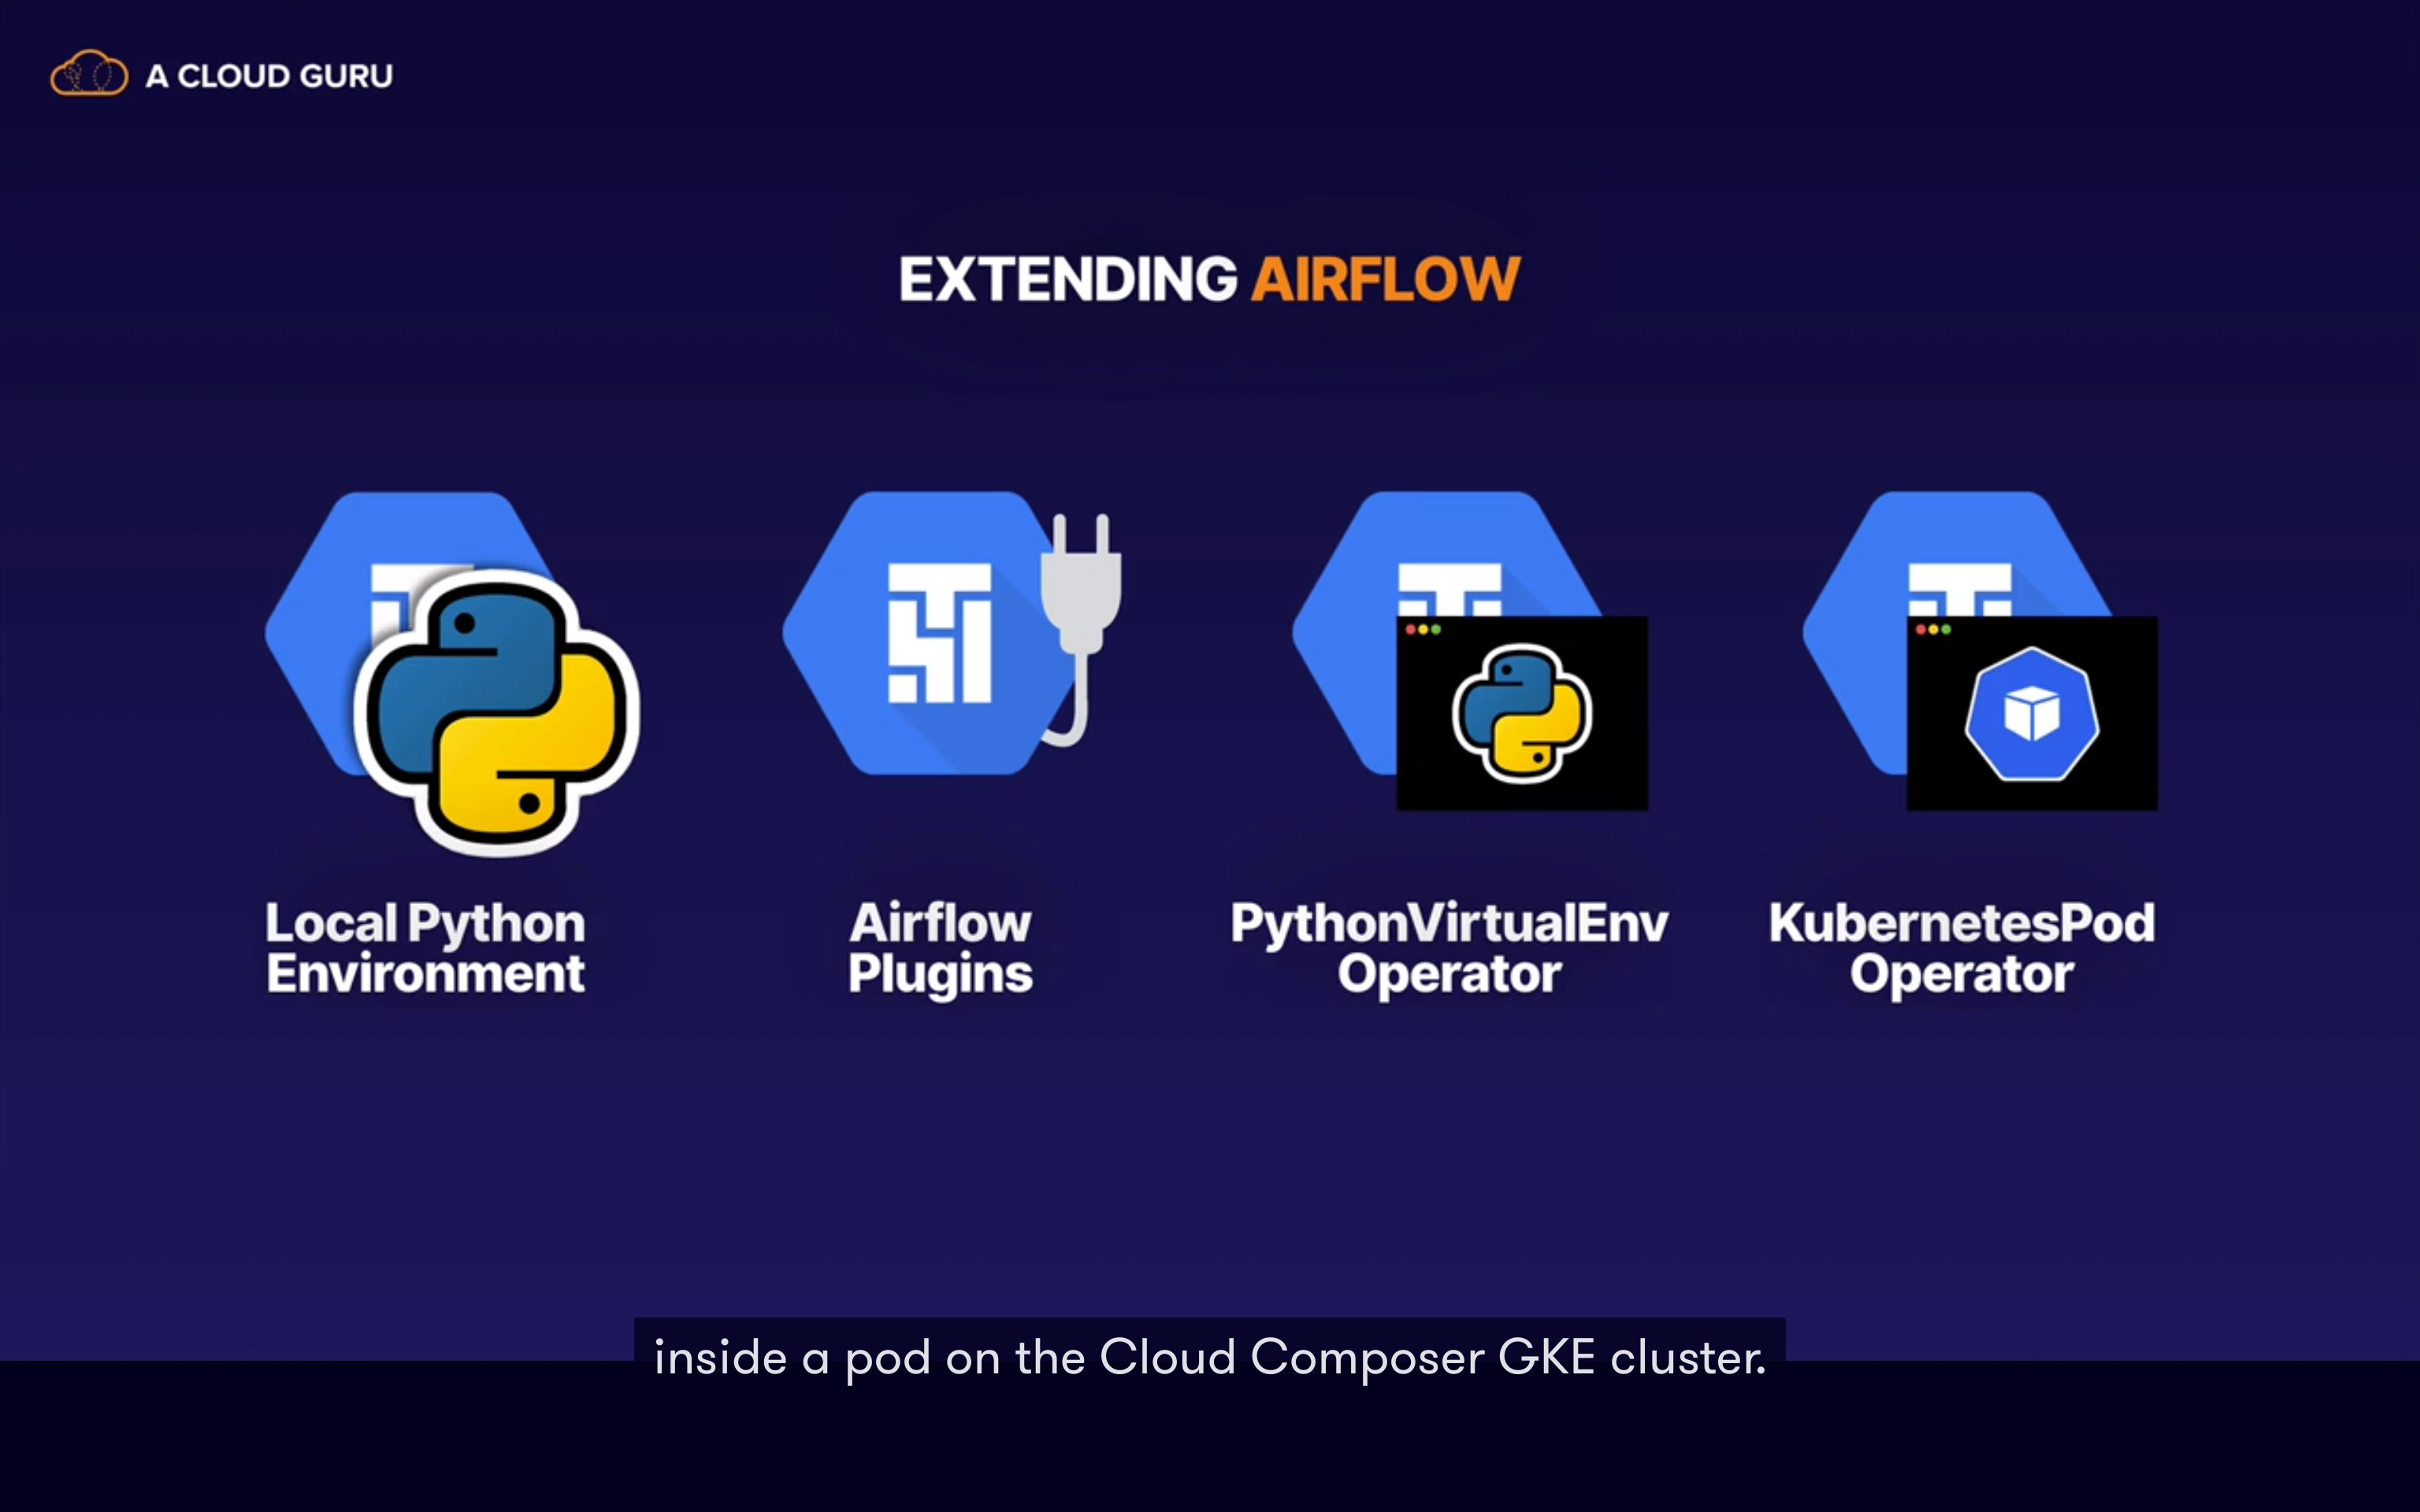 A CLOUD GURU
EXTENDING AIRFLOW
Local Python
Environment
Airflow
Plugins
PythonVirtualEnv
Operator
KubernetesPod
Operator
inside a pod on the Cloud Composer GKE cluster.